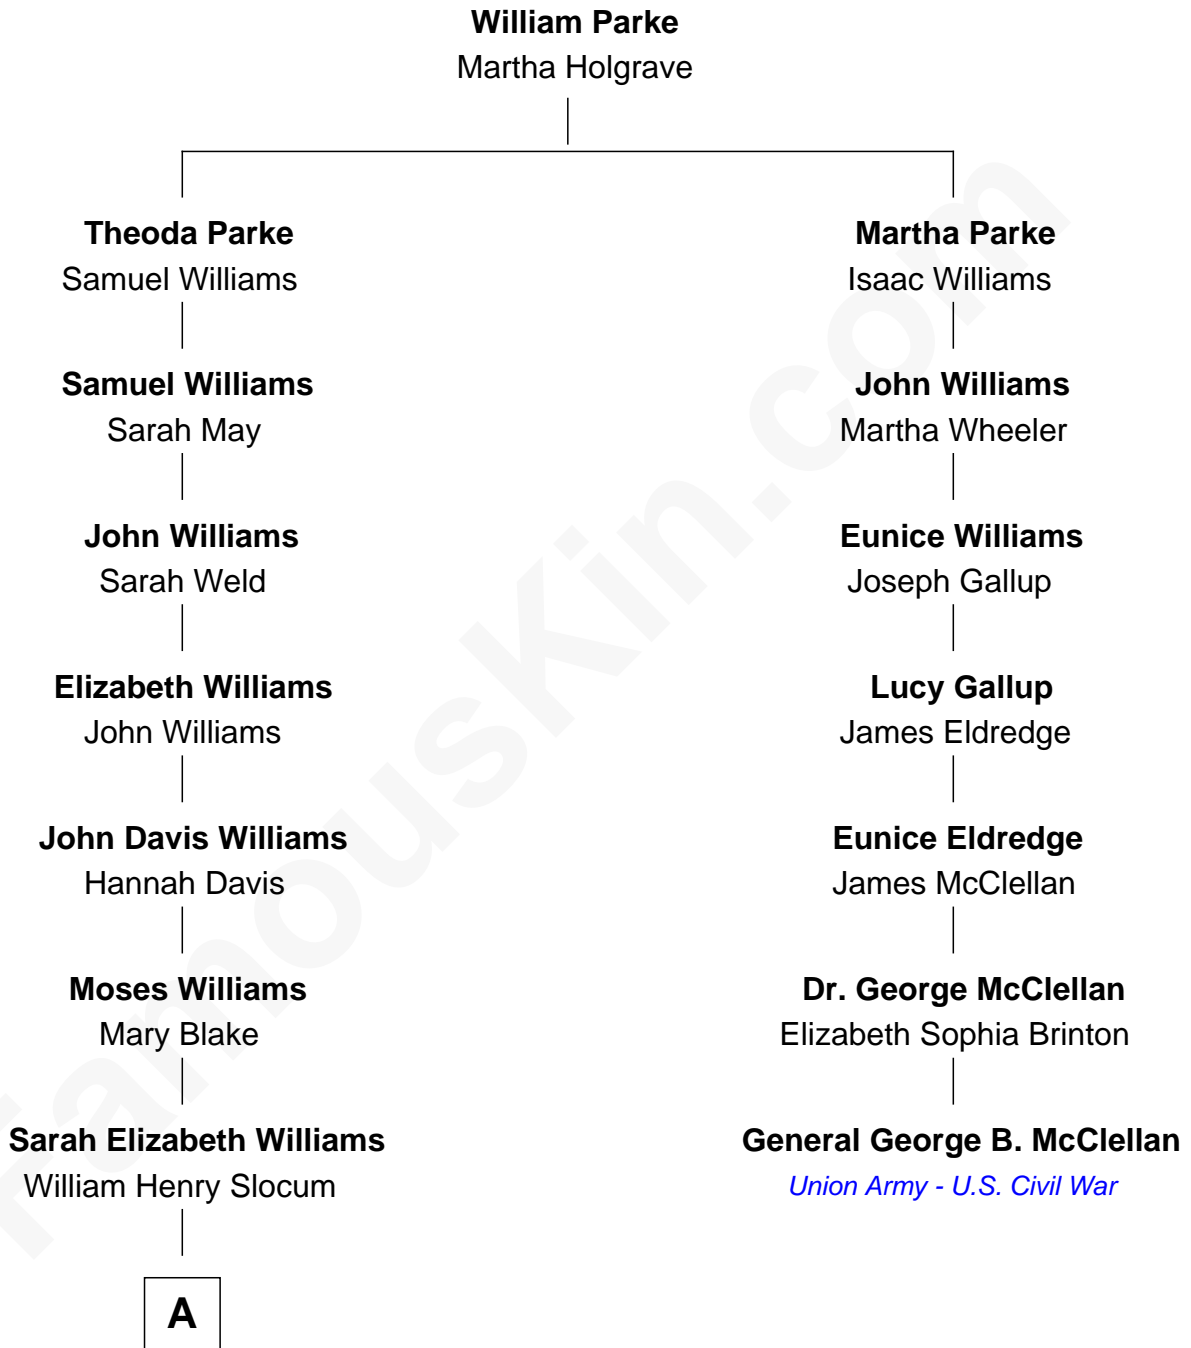 William Parke
Martha Holgrave
Theoda Parke
Samuel Williams
Martha Parke
Isaac Williams
Samuel Williams
Sarah May
John Williams
Martha Wheeler
John Williams
Sarah Weld
Eunice Williams
Joseph Gallup
Elizabeth Williams
John Williams
Lucy Gallup
James Eldredge
John Davis Williams
Hannah Davis
Eunice Eldredge
James McClellan
Moses Williams
Mary Blake
Dr. George McClellan
Elizabeth Sophia Brinton
Sarah Elizabeth Williams
William Henry Slocum
General George B. McClellan
Union Army - U.S. Civil War
A
FamousKin.com